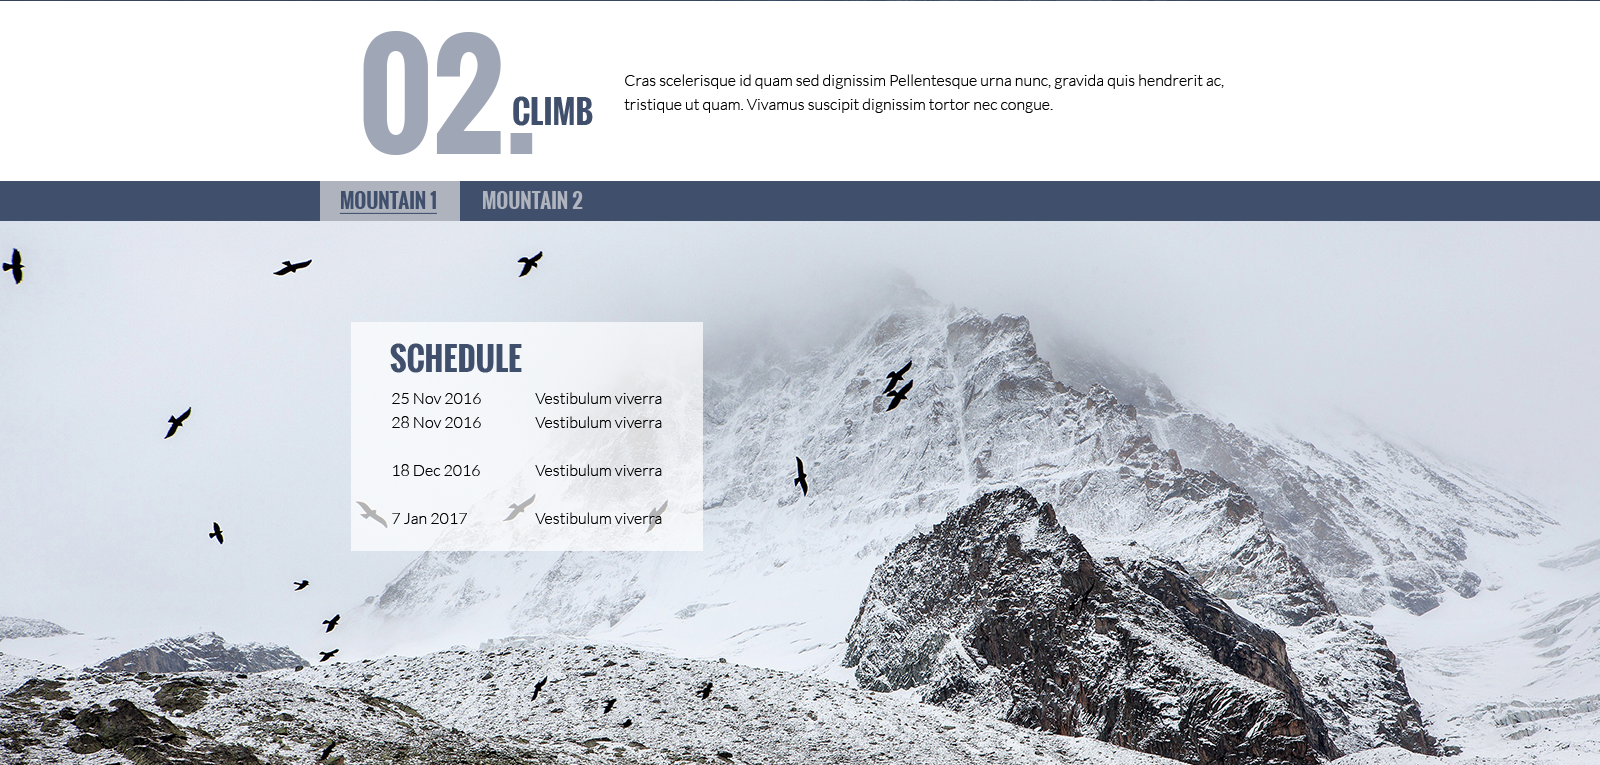 02.
CLIMB
Cras scelerisque id quam sed dignissim Pellentesque urna nunc, gravida quis hendrerit ac,
tristique ut quam. Vivamus suscipit dignissim tortor nec congue.
MOUNTAIN 1 MOUNTAIN 2
SCHEDULE
25 Nov 2016 Vestibulum viverra
28 Nov 2016 Vestibulum viverra
18 Dec 2016 Vestibulum viverra
7 Jan 2017 Vestibulum viverra